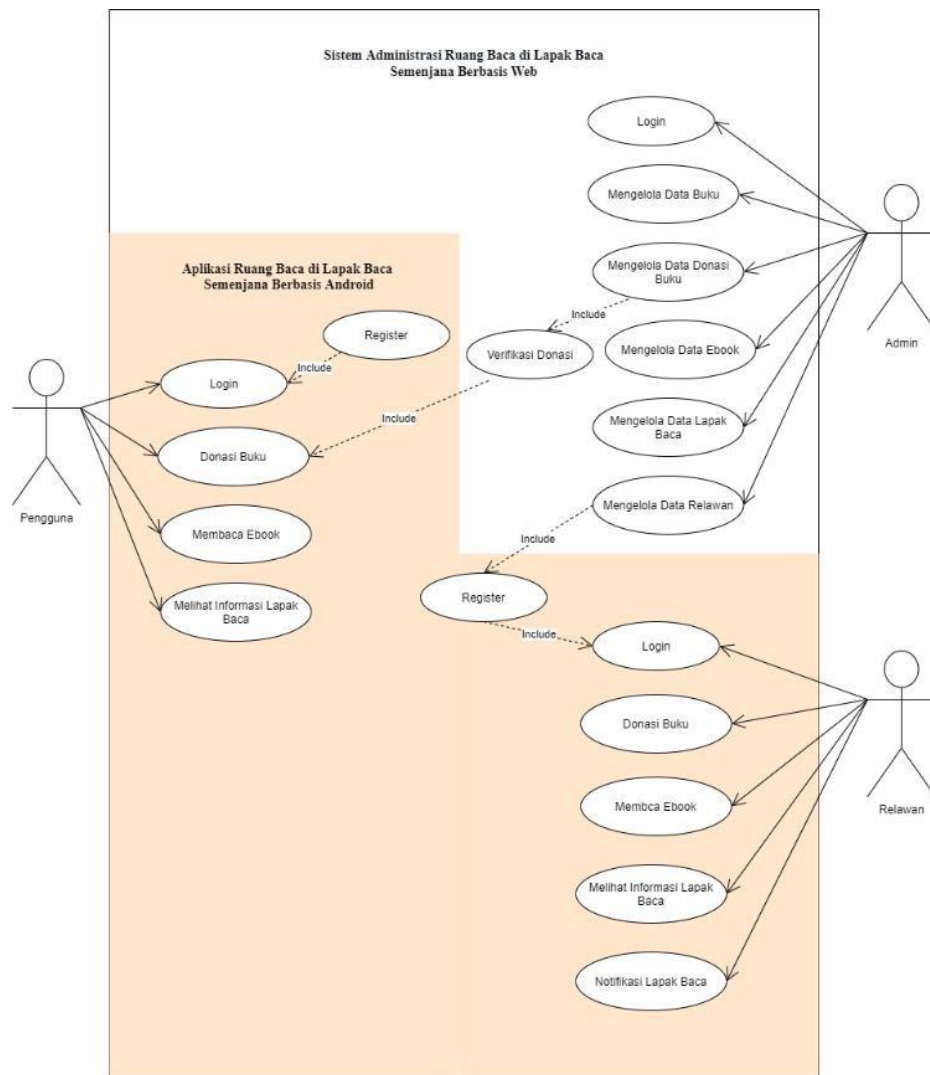 Sistem Administrasi Ruang Baca di Lapak Baca
Semenjana Berbasis Web
Login
Mengelola Data Buku
Mengelola Data Donasi
Buku
Include
Verifikasi Donasi
Mengelola Data Ebook
Mengelola Data Lapak
Baca
Mengelola Data Relawan
Admin
Aplikasi Ruang Baca di Lapak Baca
Semenjana Berbasis Android
Register
Include
Login
Include
Donasi Buku
Membaca Ebook
Melihat Informasi Lapak
Baca
Pengguna
Include
Register
Include
Login
Donasi Buku
Membca Ebook
Melihat Informasi Lapak
Baca
Notifikasi Lapak Baca
Relawan